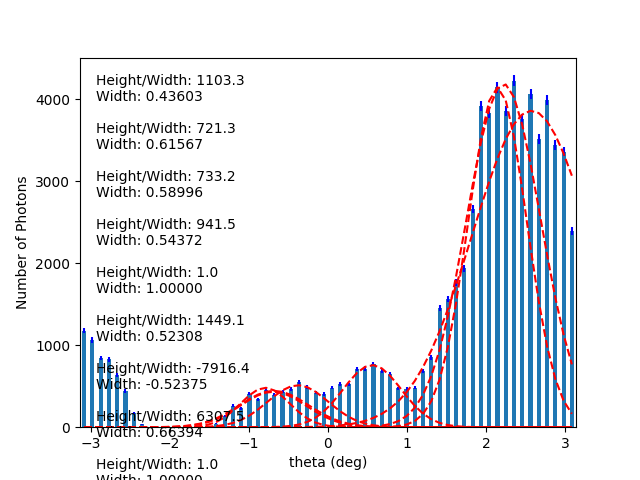 Height/Width: 1103.3
Width: 0.43603
Height/Width: 721.3
Width: 0.61567
Height/Width: 733.2
Width: 0.58996
Height/Width: 941.5
Width: 0.54372
Height/Width: 1.0
Width: 1.00000
Height/Width: 1449.1
Width: 0.52308
Height/Width: -7916.4
Width: -0.52375
Height/Width: 6307.5
Width: 0.66394
Height/Width: 1.0
Width: 1.00000
4000
3000
2000
1000
0
Number of Photons
−3 −2 −1 0 1 2 3
theta (deg)